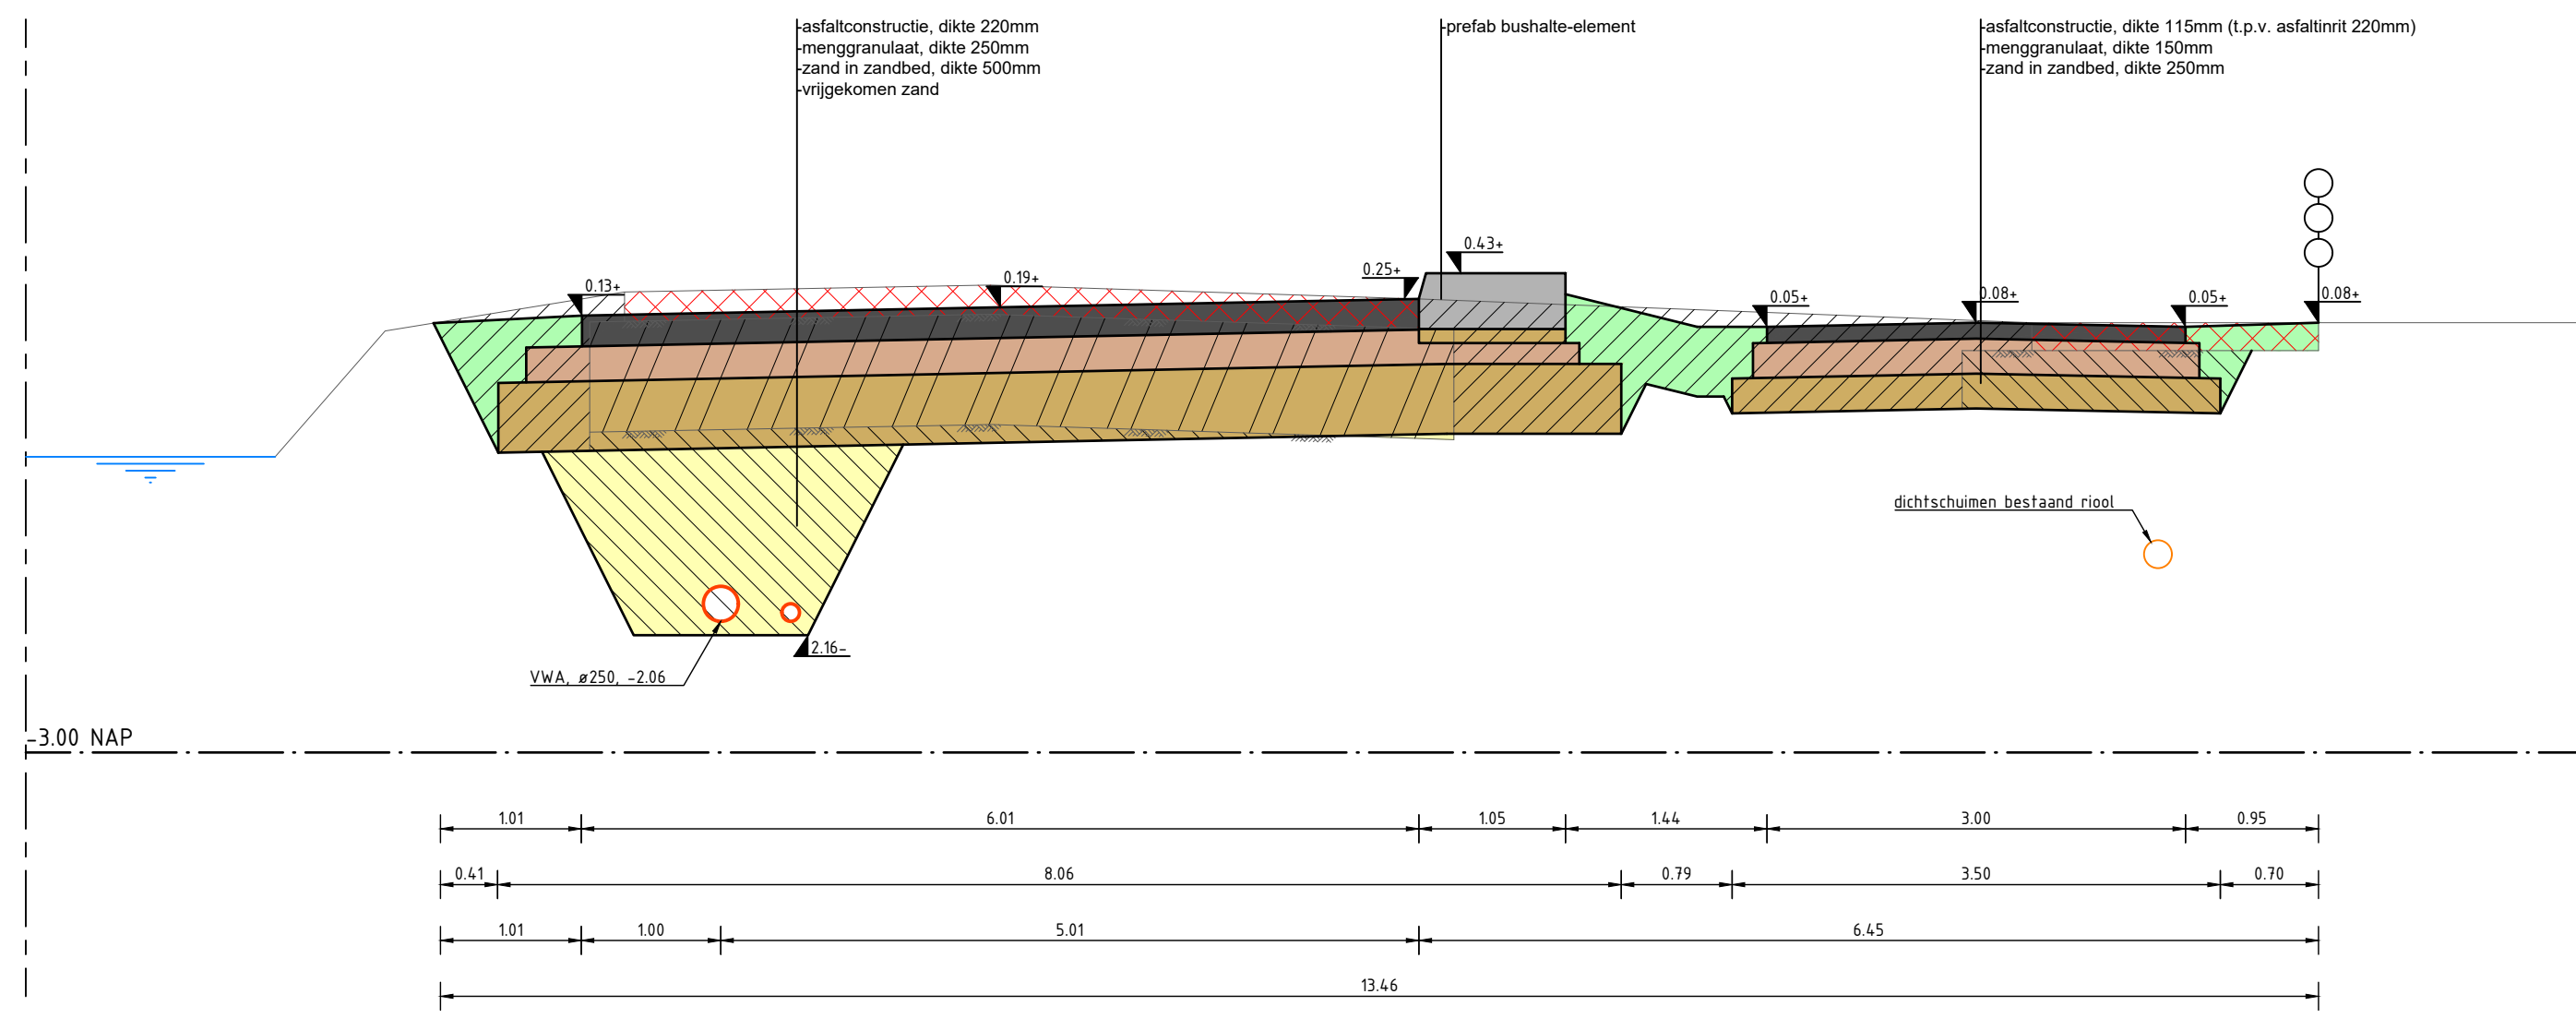 -asfaltconstructie, dikte 220mm
-menggranulaat, dikte 250mm
-zand in zandbed, dikte 500mm
-vrijgekomen zand
-prefab bushalte-element
-asfaltconstructie, dikte 115mm (t.p.v. asfaltinrit 220mm)
-menggranulaat, dikte 150mm
-zand in zandbed, dikte 250mm
0.13+
0.19+
0.25+
0.43+
0.05+
0.08+
0.05+
0.08+
dichtschuimen bestaand riool
2.16-
VWA, ø250, -2.06
-3.00 NAP
1.01 6.01 1.05 1.44 3.00 0.95
0.41 8.06 0.79 3.50 0.70
1.01 1.00 5.01 6.45
13.46